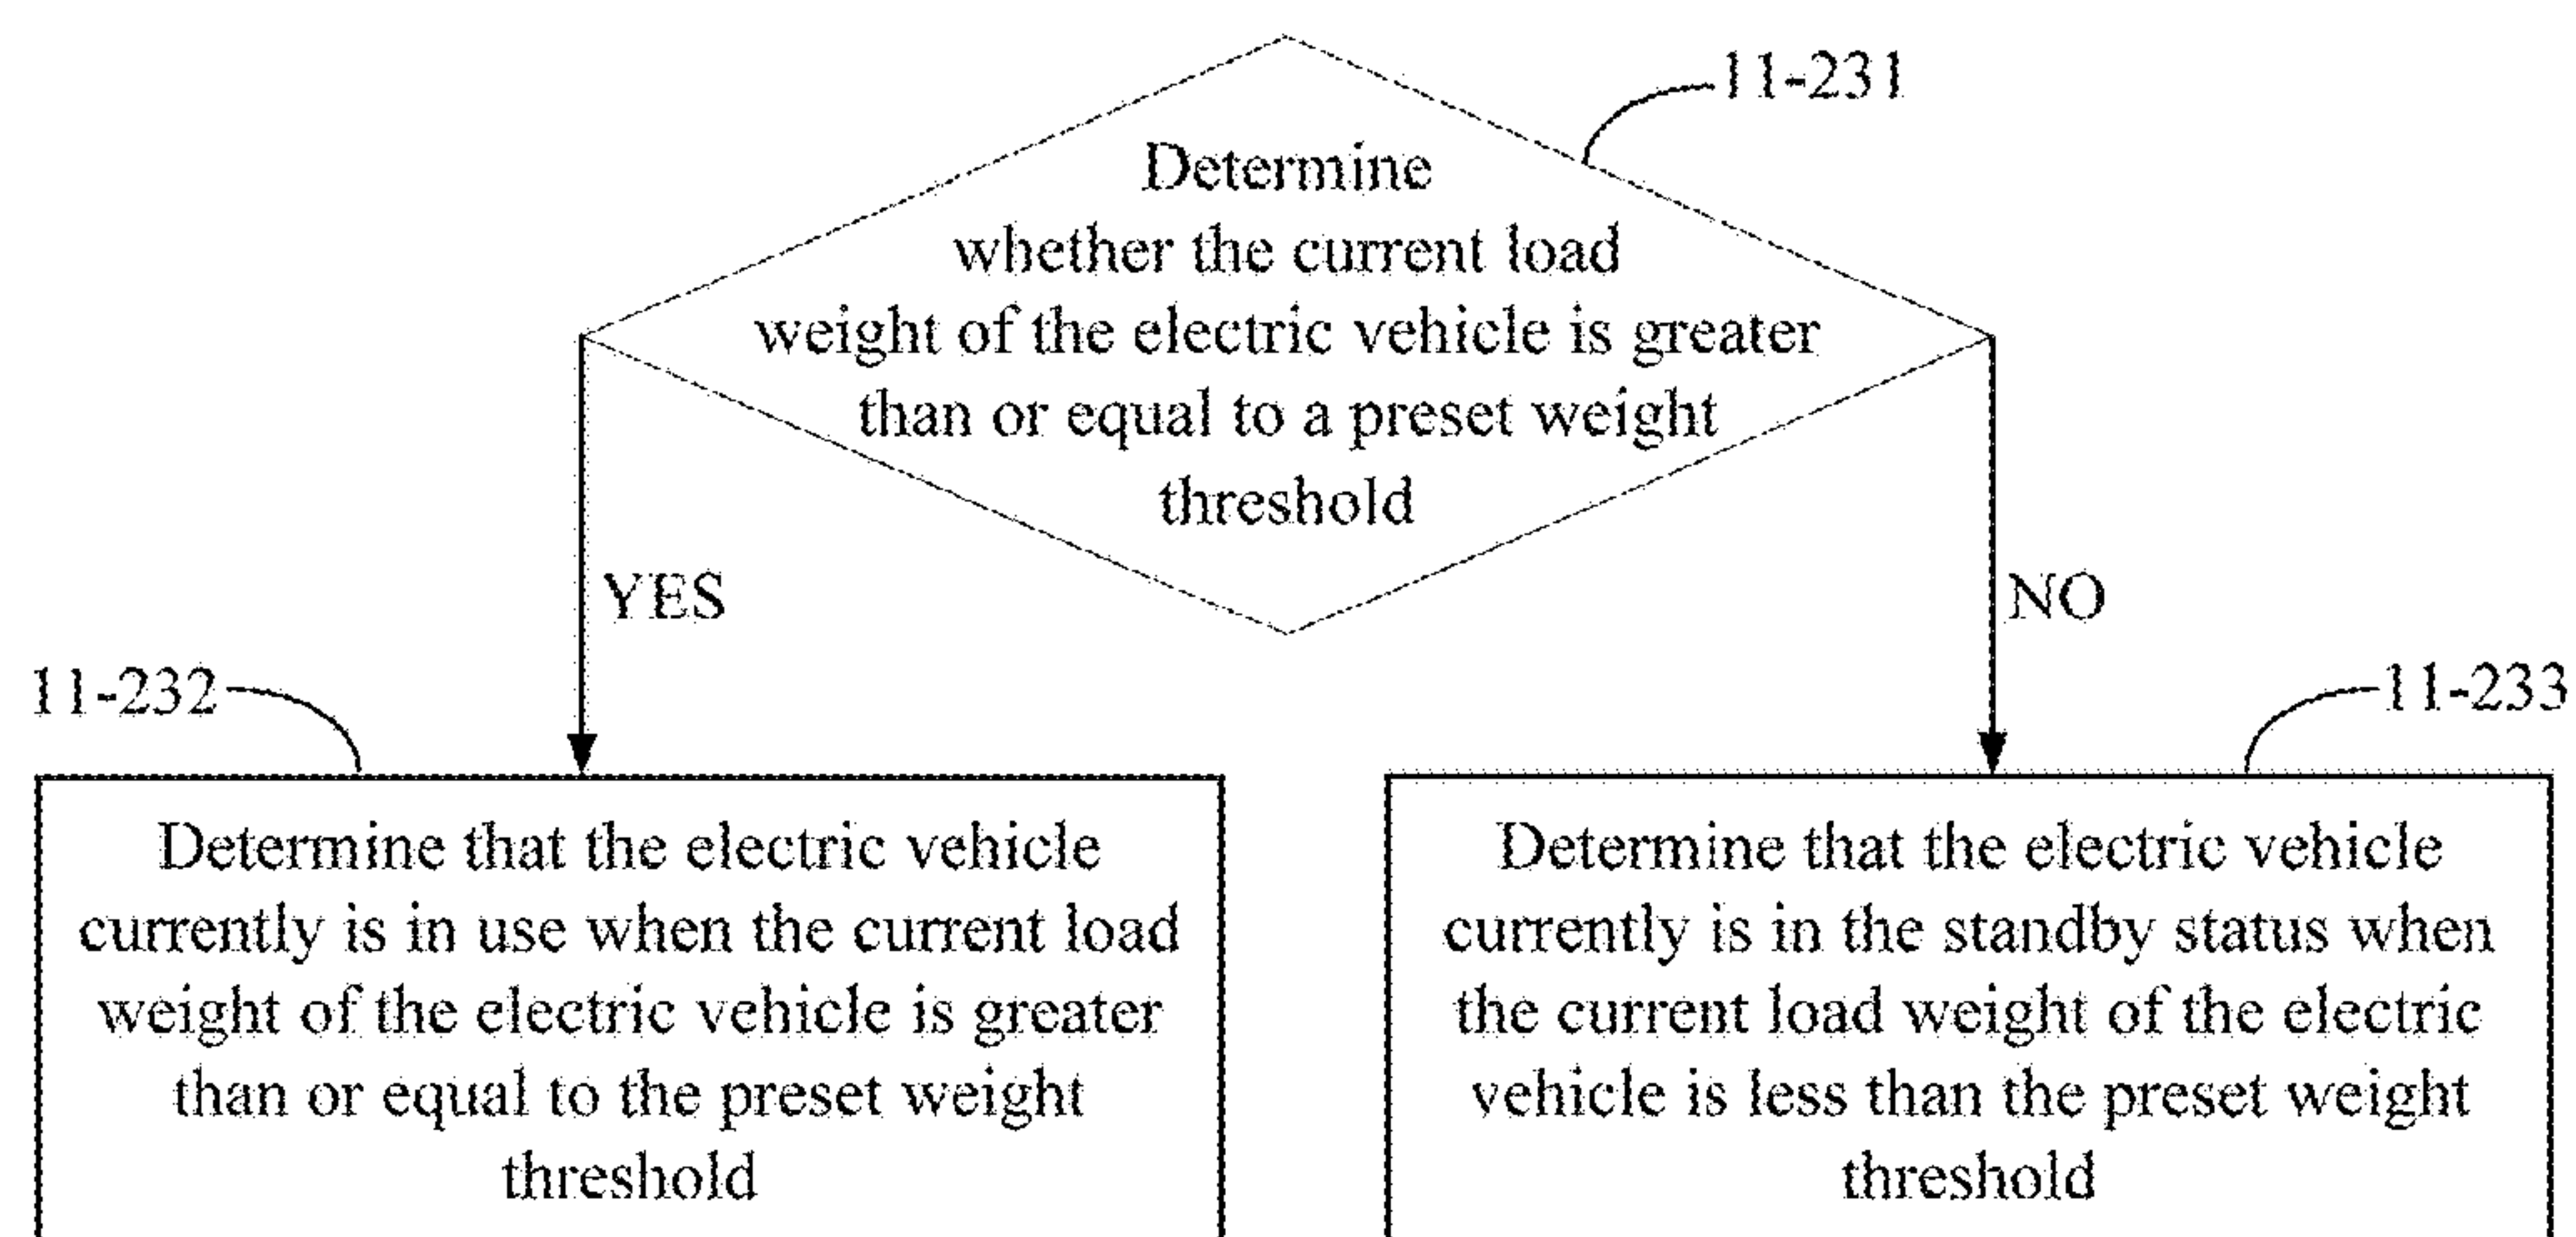 11-231
Determine
whether the current load
weight of the electric vehicle is greater
than or equal to a preset weight
threshold
YES
NO
11-232
11-233
Determine that the electric vehicle
currently is in use when the current load
weight of the electric vehicle is greater
than or equal to the preset weight
threshold
Determine that the electric vehicle
currently is in the standby status when
the current load weight of the electric
vehicle is less than the preset weight
threshold